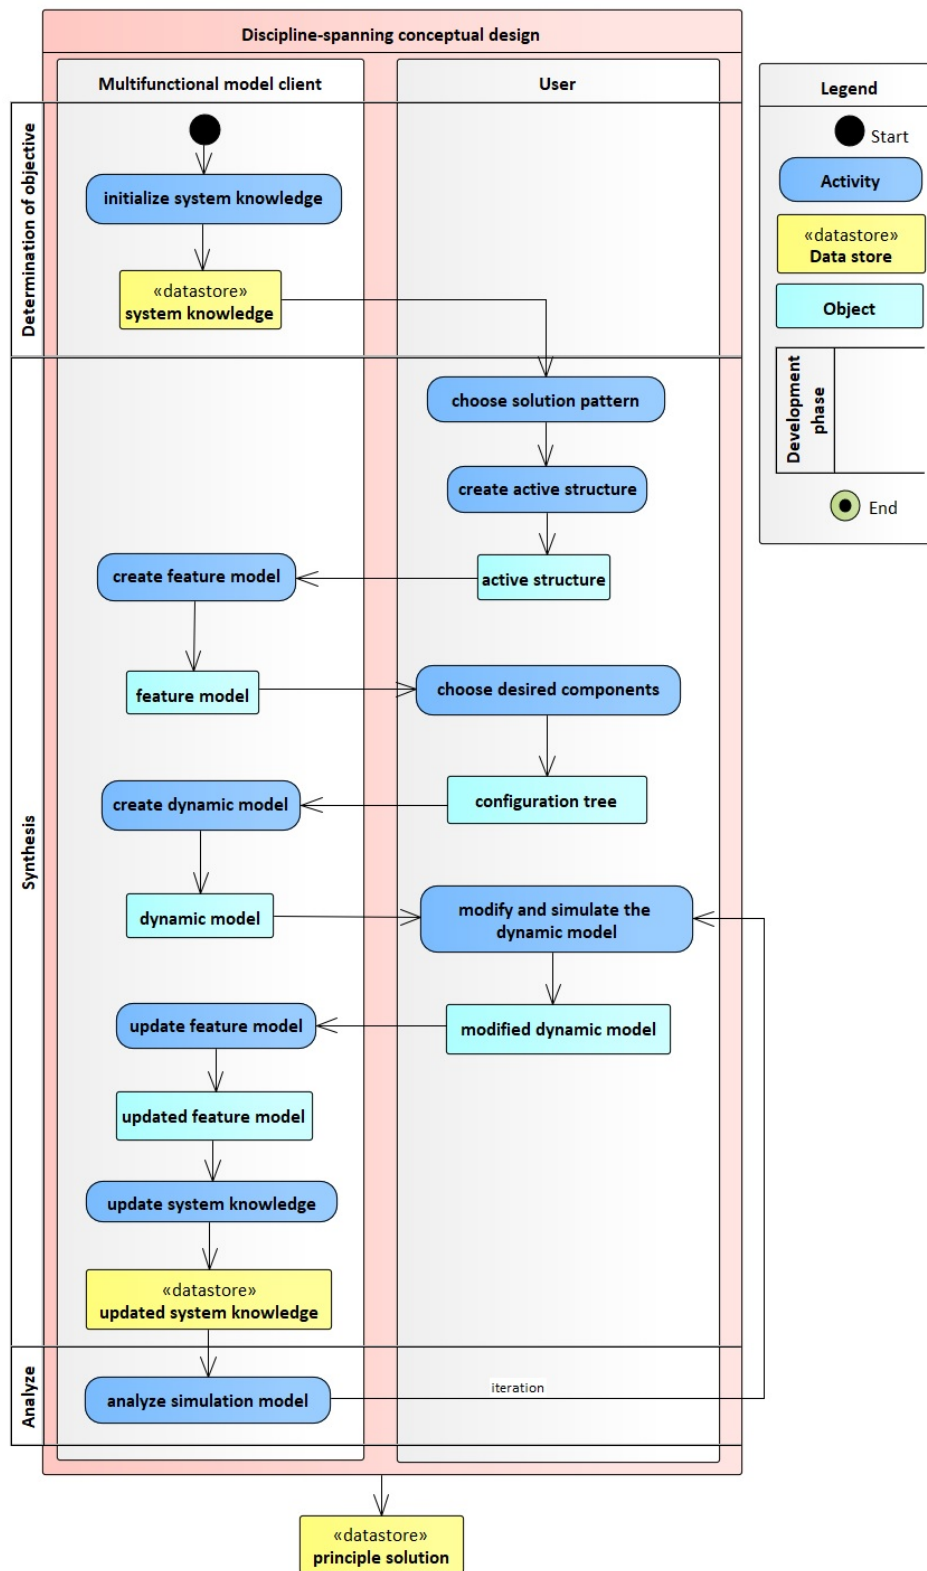 Discipline-spanning conceptual design
Multifunctional model client
User
Determination of objective
initialize system knowledge
«datastore»
system knowledge
Synthesis
choose solution pattern
create active structure
active structure
create feature model
feature model
choose desired components
configuration tree
create dynamic model
dynamic model
modify and simulate the
dynamic model
modified dynamic model
update feature model
updated feature model
update system knowledge
«datastore»
updated system knowledge
Analyze
analyze simulation model
iteration
«datastore»
principle solution
Legend
Start
Activity
«datastore»
Data store
Object
Development
phase
End